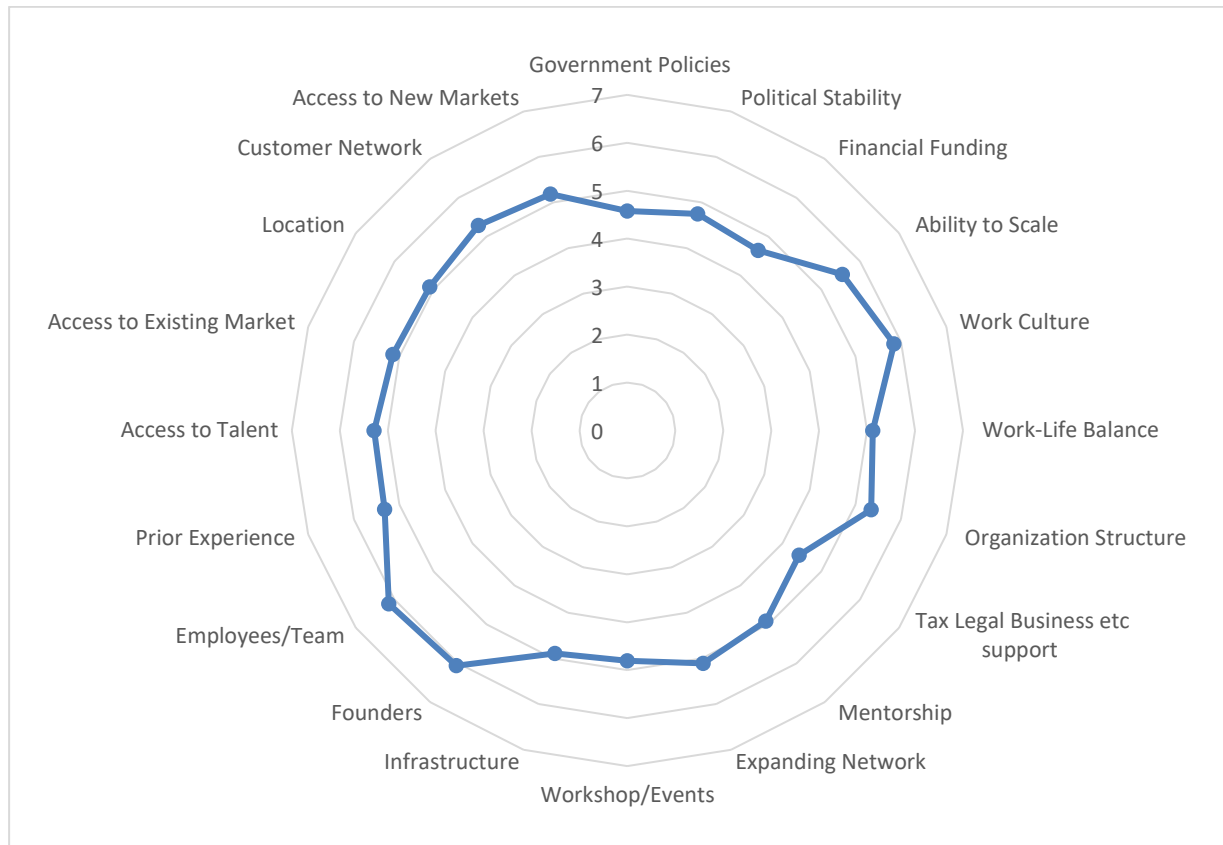 Government Policies
Political Stability
Financial Funding
Ability to Scale
Work Culture
Work-Life Balance
Organization Structure
Tax Legal Business etc
support
Mentorship
Expanding Network
Workshop/Events
Infrastructure
Founders
Employees/Team
Prior Experience
Access to Talent
Access to Existing Market
Location
Customer Network
Access to New Markets
7
6
5
4
3
2
1
0